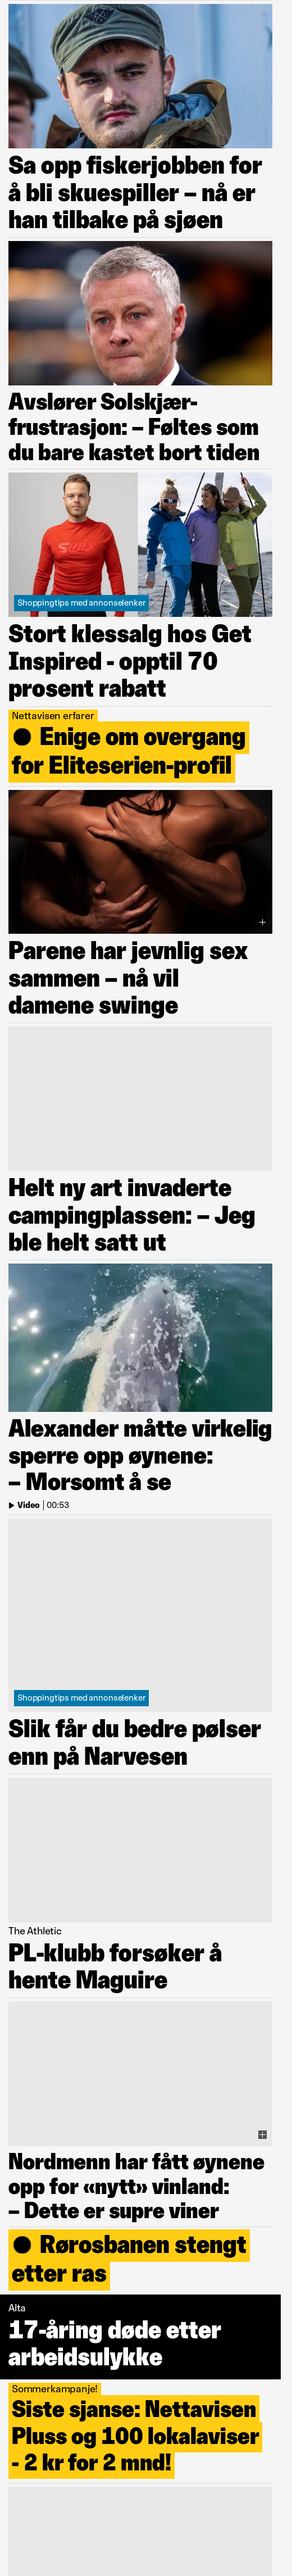 Sa opp fiskerjobben for
å bli skuespiller – nå er
han tilbake på sjøen
Avslører Solskjær-
frustrasjon: – Føltes som
du bare kastet bort tiden
Shoppingtips med annonselenker
Stort klessalg hos Get
Inspired - opptil 70
prosent rabatt
Nettavisen erfarer
Enige om overgang
for Eliteserien-profil
Parene har jevnlig sex
sammen – nå vil
damene swinge
Helt ny art invaderte
campingplassen: – Jeg
ble helt satt ut
Alexander måtte virkelig
sperre opp øynene:
– Morsomt å se
Video | 00:53
Shoppingtips med annonselenker
Slik får du bedre pølser
enn på Narvesen
The Athletic
PL-klubb forsøker å
hente Maguire
Nordmenn har fått øynene
opp for «nytt» vinland:
– Dette er supre viner
Rørosbanen stengt
etter ras
Alta
17-åring døde etter
arbeidsulykke
Sommerkampanje!
Siste sjanse: Nettavisen
Pluss og 100 lokalaviser
- 2 kr for 2 mnd!